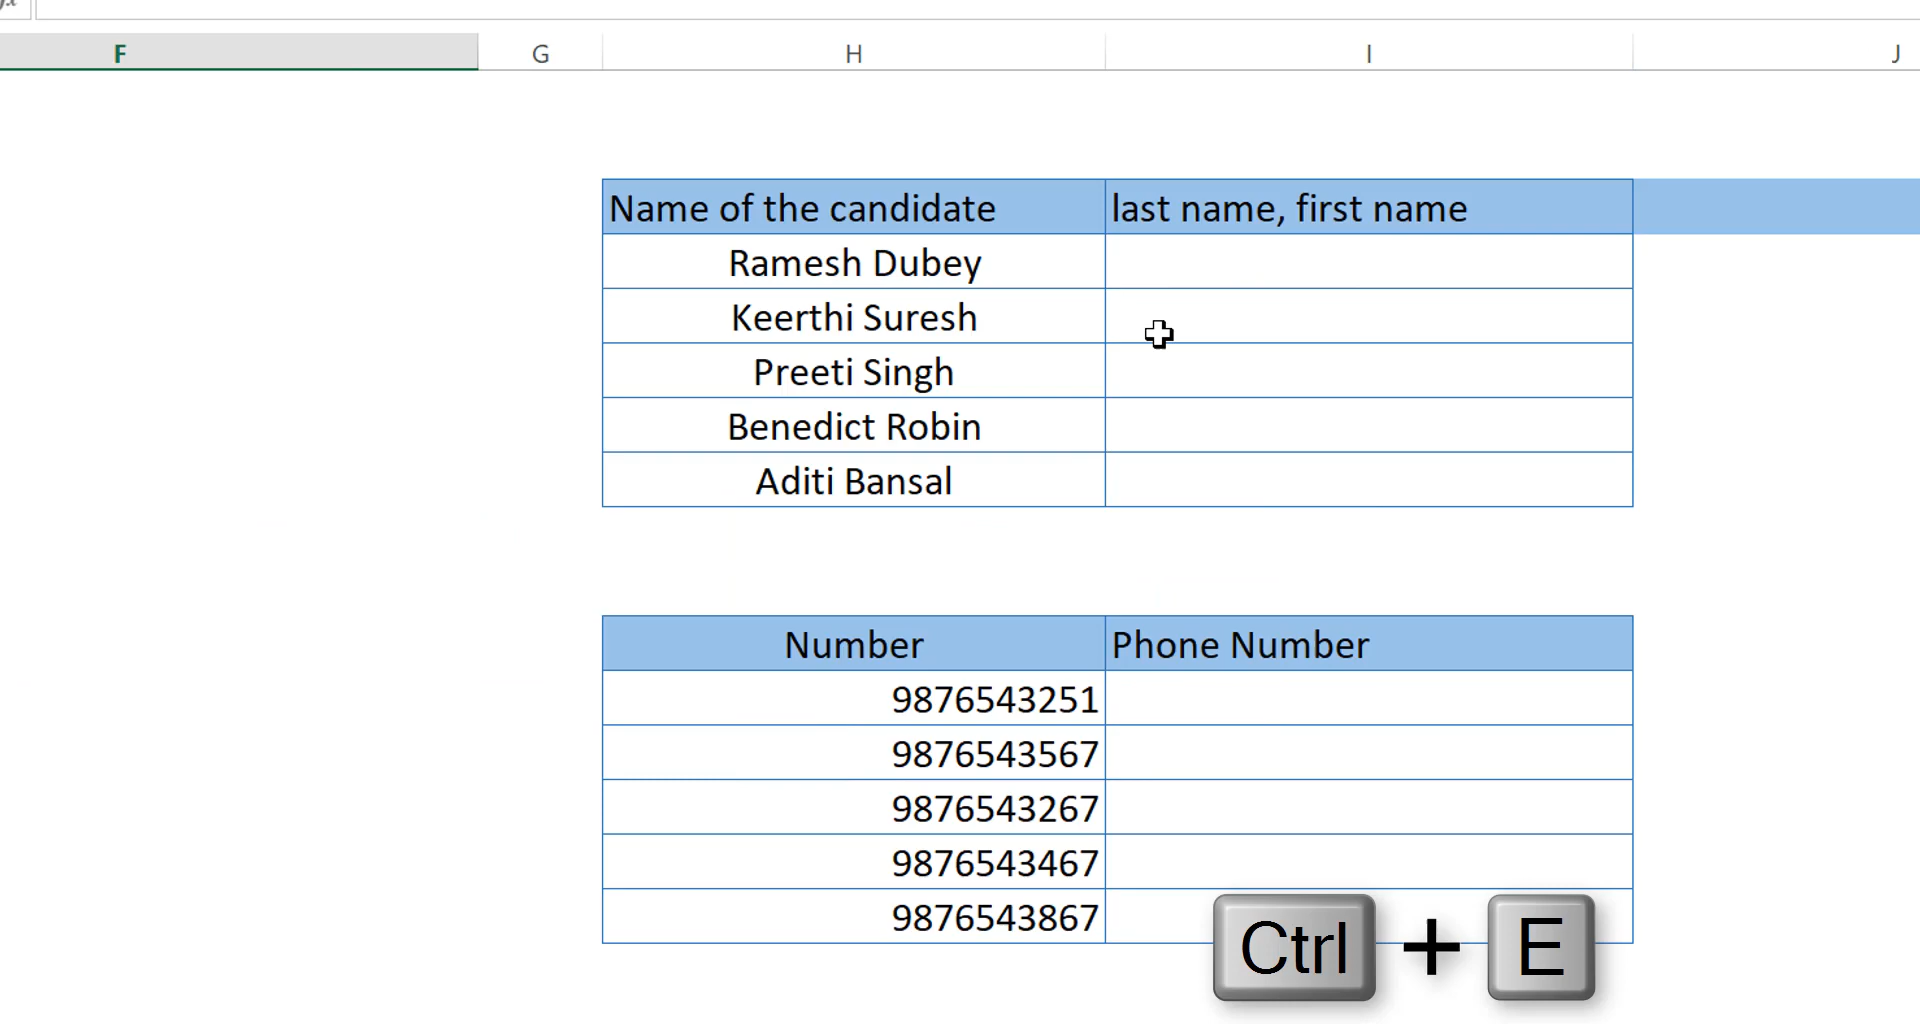 F G H I J
Name of the candidate last name, first name
Ramesh Dubey
Keerthi Suresh
Preeti Singh
Benedict Robin
Aditi Bansal
Number Phone Number
9876543251
9876543567
9876543267
9876543467
9876543867
Ctrl + E